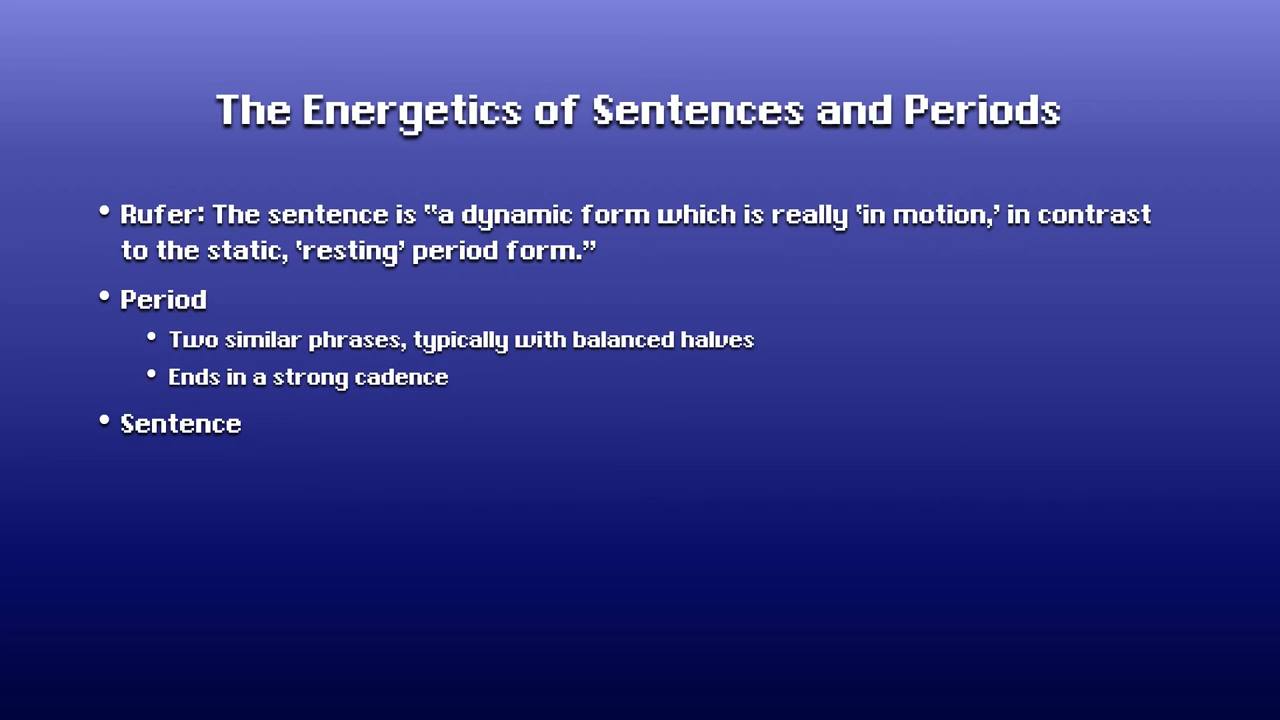 The Energetics of Sentences and Periods
• Rufer: The sentence is “a dynamic form which is really ‘in motion,’ in contrast
to the static, ‘resting’ period form.”
• Period
• Two similar phrases, typically with balanced halves
• Ends in a strong cadence
• Sentence